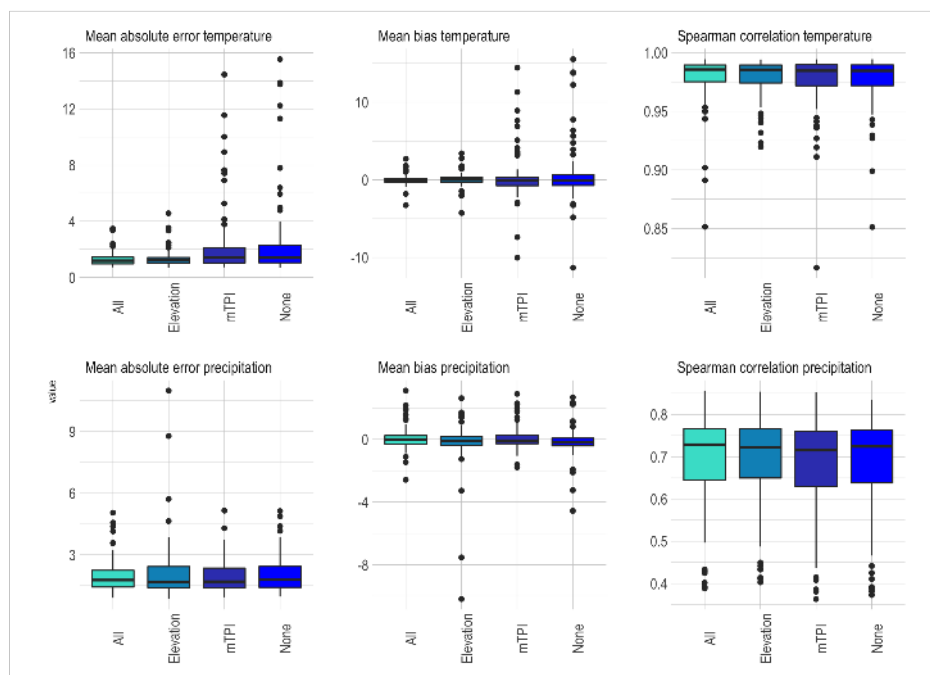 Mean absolute error temperature
Mean bias temperature
Spearman correlation temperature
16
12
8
4
0
10
0
-10
1.00
0.95
0.90
0.85
All
Elevation
mTPI
None
All
Elevation
mTPI
None
All
Elevation
mTPI
None
value
Mean absolute error precipitation
Mean bias precipitation
Spearman correlation precipitation
9
6
3
0
-4
-8
0.8
0.7
0.6
0.5
0.4
All
Elevation
mTPI
None
All
Elevation
mTPI
None
All
Elevation
mTPI
None